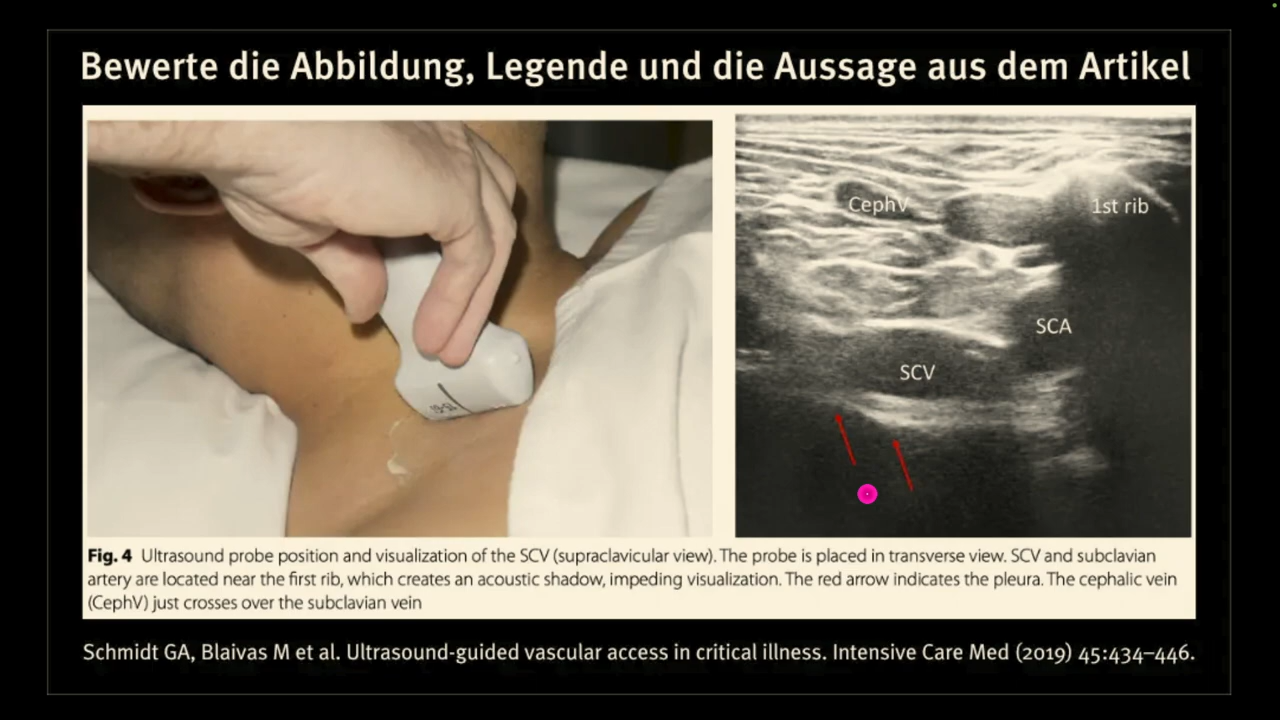 Bewerte die Abbildung, Legende und die Aussage aus dem Artikel
CephV
1st rib
SCA
SCV
Fig. 4 Ultrasound probe position and visualization of the SCV (supraclavicular view). The probe is placed in transverse view. SCV and subclavian
artery are located near the first rib, which creates an acoustic shadow, impeding visualization. The red arrow indicates the pleura. The cephalic vein
(CephV) just crosses over the subclavian vein
Schmidt GA, Blaivas M et al. Ultrasound-guided vascular access in critical illness. Intensive Care Med (2019) 45:434–446.